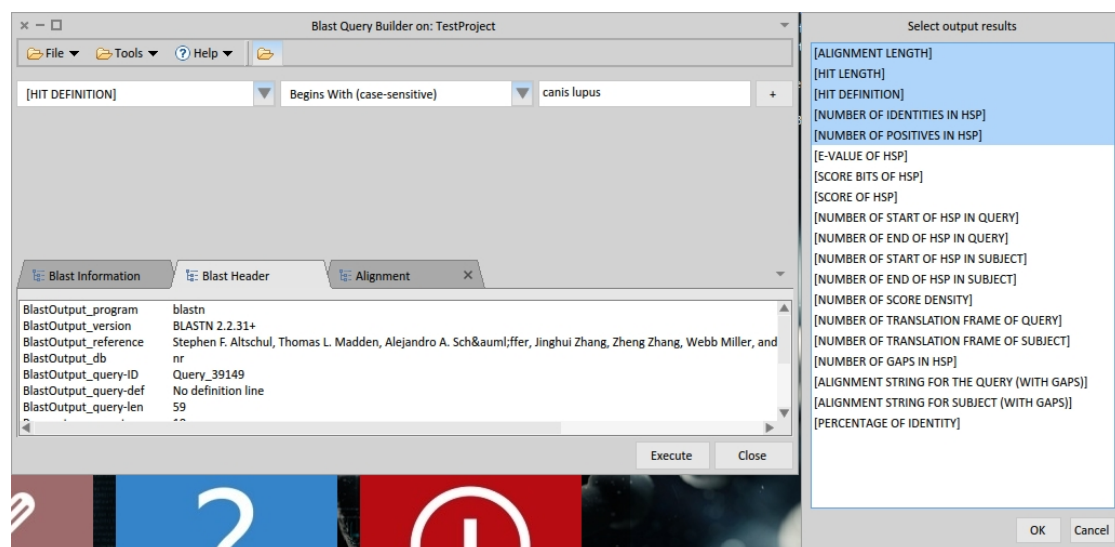 Blast Query Builder on: TestProject
File Tools Help
[HIT DEFINITION] Begins With (case-sensitive) canis lupus +
Blast Information Blast Header Alignment
BlastOutput_program blastn
BlastOutput_version BLASTN 2.2.31+
BlastOutput_reference Stephen F. Altschul, Thomas L. Madden, Alejandro A. Sch&auml;ffer, Jinghui Zhang, Zheng Zhang, Webb Miller, and
BlastOutput_db nr
BlastOutput_query-ID Query_39149
BlastOutput_query-def No definition line
BlastOutput_query-len 59
Execute Close
2
Select output results
[ALIGNMENT LENGTH]
[HIT LENGTH]
[HIT DEFINITION]
[NUMBER OF IDENTITIES IN HSP]
[NUMBER OF POSITIVES IN HSP]
[E-VALUE OF HSP]
[SCORE BITS OF HSP]
[SCORE OF HSP]
[NUMBER OF START OF HSP IN QUERY]
[NUMBER OF END OF HSP IN QUERY]
[NUMBER OF START OF HSP IN SUBJECT]
[NUMBER OF END OF HSP IN SUBJECT]
[NUMBER OF SCORE DENSITY]
[NUMBER OF TRANSLATION FRAME OF QUERY]
[NUMBER OF TRANSLATION FRAME OF SUBJECT]
[NUMBER OF GAPS IN HSP]
[ALIGNMENT STRING FOR THE QUERY (WITH GAPS)]
[ALIGNMENT STRING FOR SUBJECT (WITH GAPS)]
[PERCENTAGE OF IDENTITY]
OK Cancel